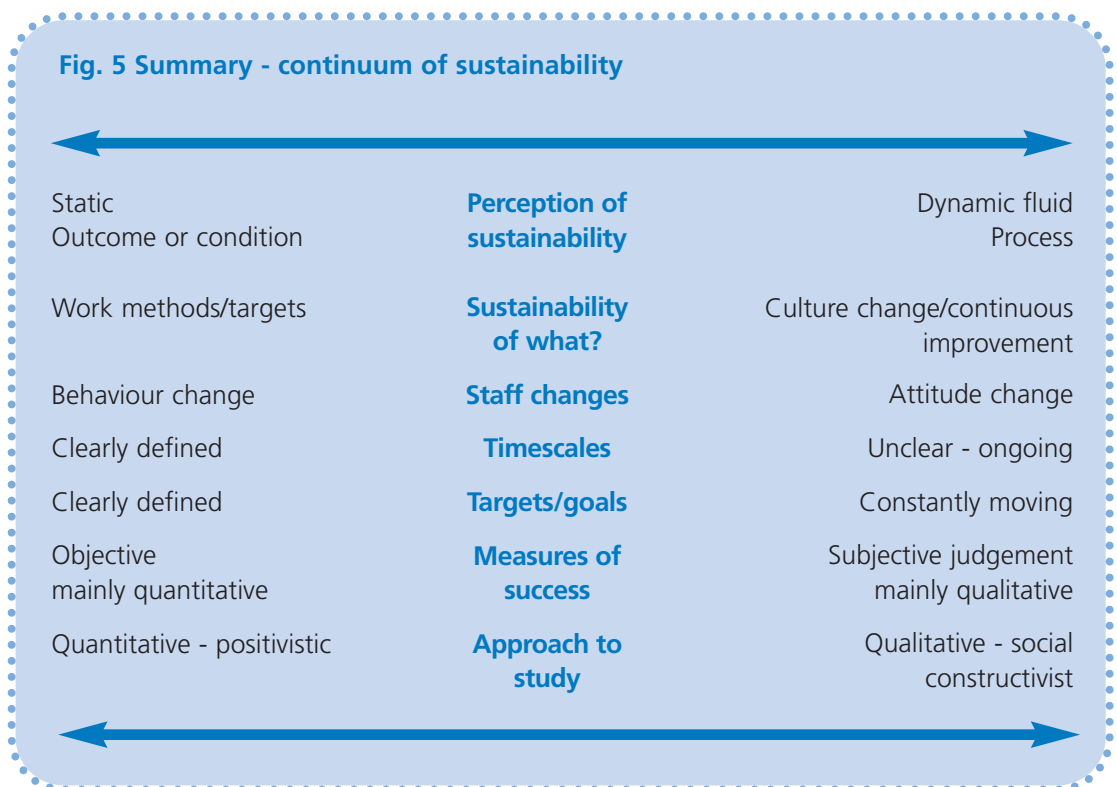 Fig. 5 Summary - continuum of sustainability
Static
Outcome or condition
Perception of
sustainability
Dynamic fluid
Process
Work methods/targets
Sustainability
of what?
Culture change/continuous
improvement
Behaviour change
Staff changes
Attitude change
Clearly defined
Timescales
Unclear - ongoing
Clearly defined
Targets/goals
Constantly moving
Objective
mainly quantitative
Measures of
success
Subjective judgement
mainly qualitative
Quantitative - positivistic
Approach to
study
Qualitative - social
constructivist